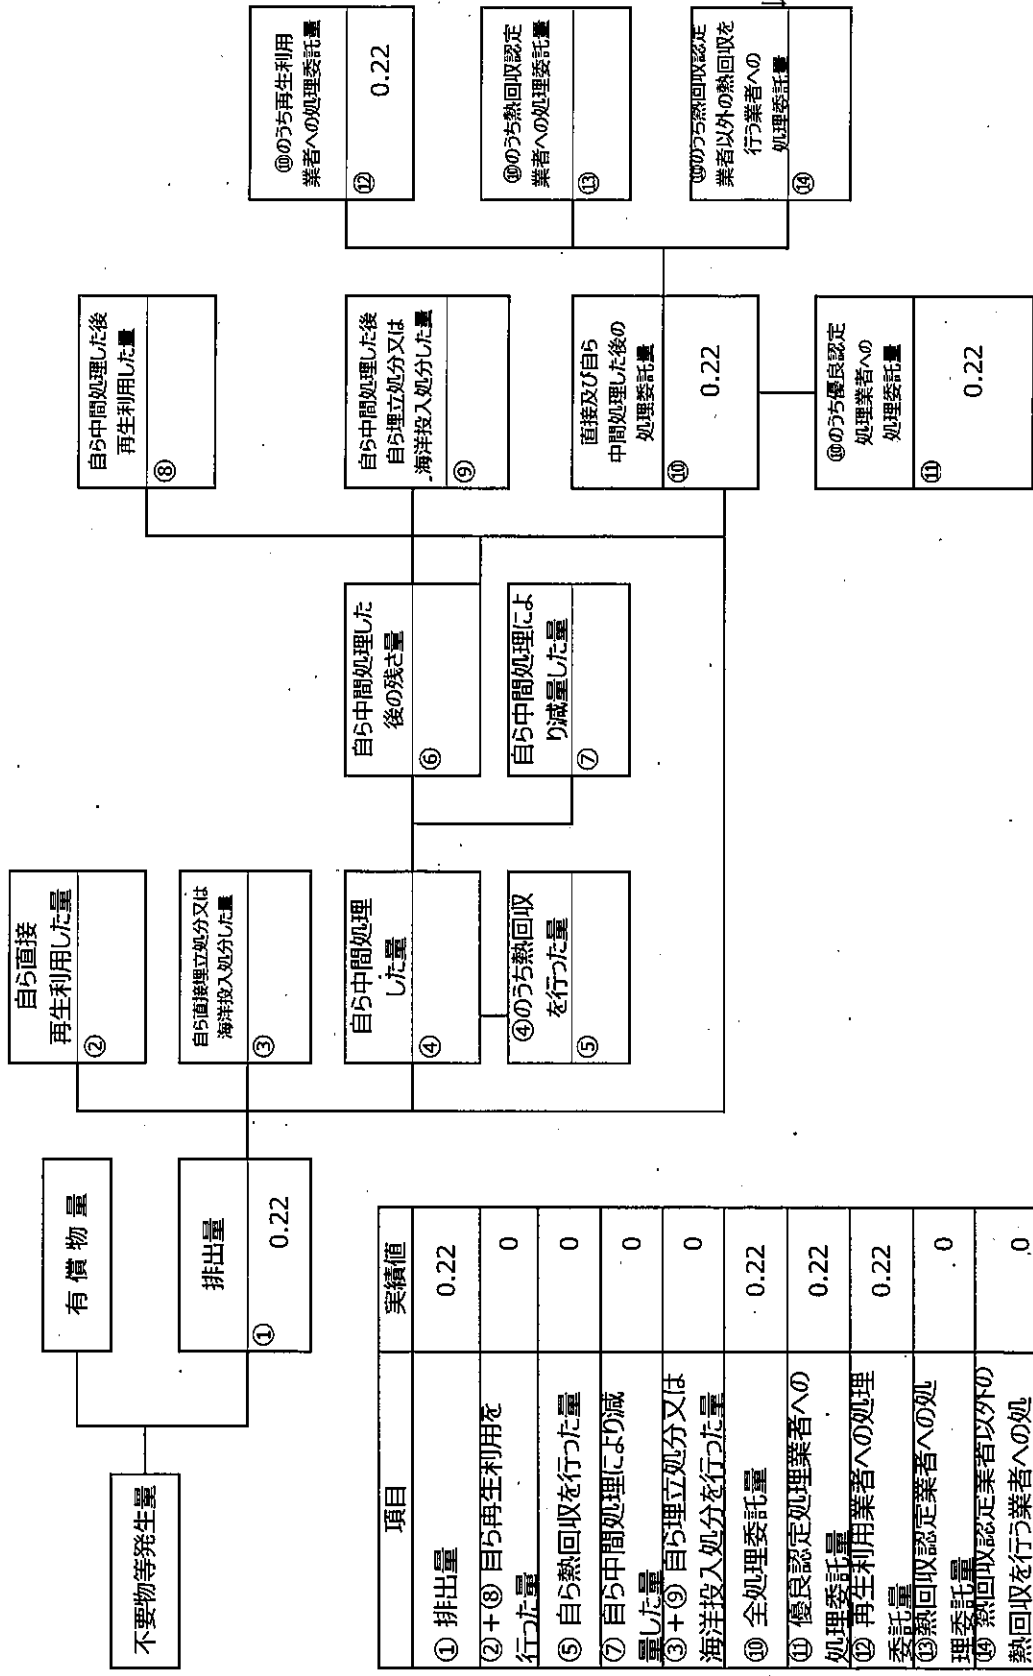 不要物等発生量
有償物量
排出量
①
0.22
自ら直接
再生利用した量
②
自ら直接埋立処分又は
海洋投入処分した量
③
自ら中間処理
した量
④
④のうち熱回収
を行った量
⑤
自ら中間処理した
後の残さ量
⑥
自ら中間処理によ
り減量した量
⑦
自ら中間処理した後
再生利用した量
⑧
自ら中間処理した後
自ら埋立処分又は
海洋投入処分した量
⑨
直接及び自ら
中間処理した後の
処理委託量
⑩
0.22
⑩のうち優良認定
処理業者への
処理委託量
⑪
0.22
⑩のうち再生利用
業者への処理委託量
⑫
0.22
⑩のうち熱回収認定
業者への処理委託量
⑬
⑩のうち熱回収認定
業者以外の熱回収を
行う業者への
処理委託量
⑭
項目 実績値
① 排出量 0.22
②+⑧ 自ら再生利用を
行った量 0
⑤ 自ら熱回収を行った量 0
⑦ 自ら中間処理により減
量した量 0
③+⑨ 自ら埋立処分又は
海洋投入処分を行った量 0
⑩ 全処理委託量 0.22
⑪ 優良認定処理業者への
処理委託量 0.22
⑫ 再生利用業者への処理
委託量 0.22
⑬熱回収認定業者への処
理委託量 0
⑭ 熱回収認定業者以外の
熱回収を行う業者への処 0